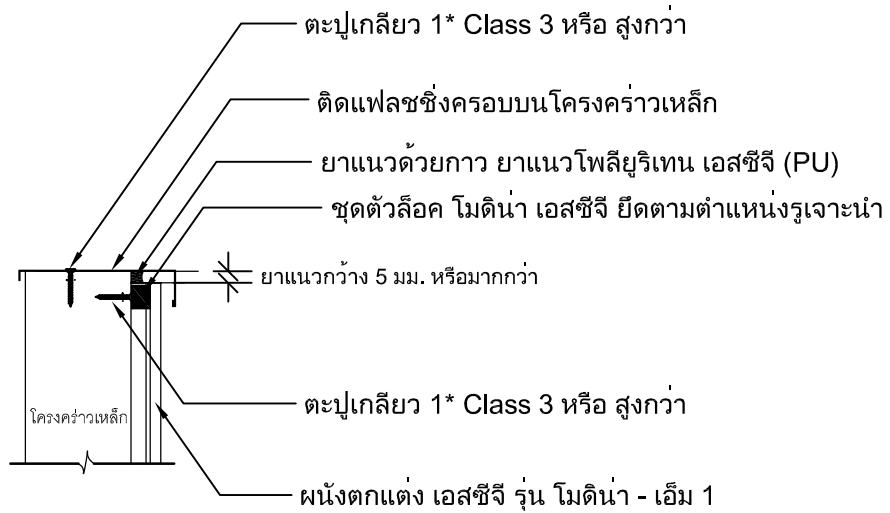 ตะปูเกลียว 1* Class 3 หรือ สูงกว่า
ติดแฟลชชิ่งครอบบนโครงคร่าวเหล็ก
ยาแนวด้วยกาว ยาแนวโพลียูริเทน เอสซีจี (PU)
ชุดตัวล็อค โมดิน่า เอสซีจี ยึดตามตำแหน่งรูเจาะนำ
ยาแนวกว้าง 5 มม. หรือมากกว่า
ตะปูเกลียว 1* Class 3 หรือ สูงกว่า
โครงคร่าวเหล็ก
ผนังตกแต่ง เอสซีจี รุ่น โมดิน่า - เอ็ม 1